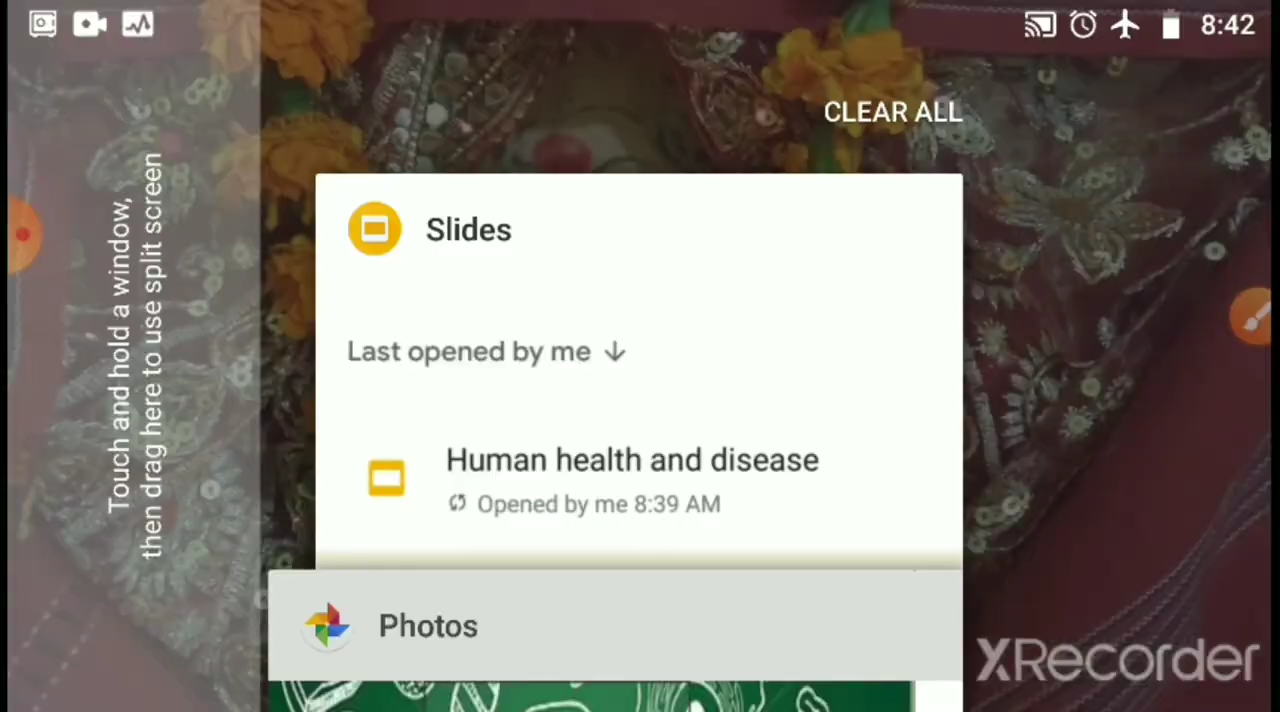 8:42
CLEAR ALL
Touch and hold a window,
then drag here to use split screen
Slides
Last opened by me ↓
Human health and disease
Opened by me 8:39 AM
Photos
XRecorder